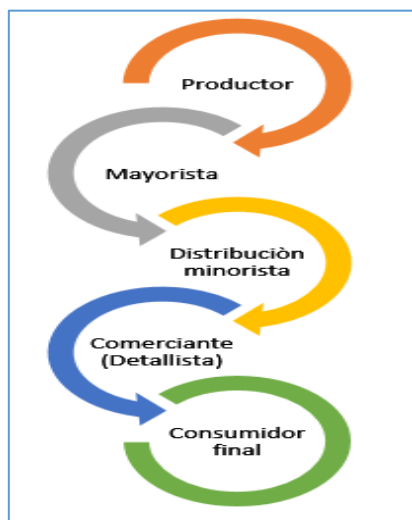 Productor
Mayorista
Distribuciòn
minorista
Comerciante
(Detallista)
Consumidor
final